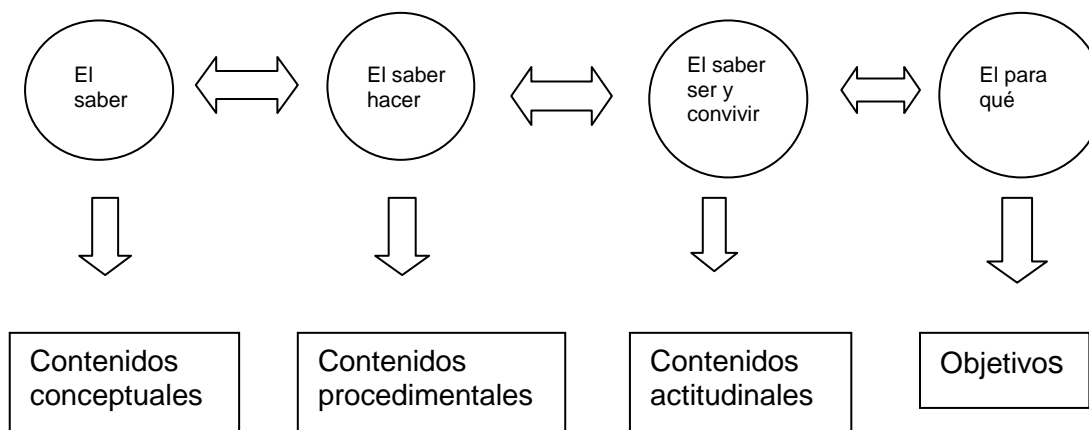 El
saber
El saber
hacer
El saber
ser y
convivir
El para
qué
Contenidos
conceptuales
Contenidos
procedimentales
Contenidos
actitudinales
Objetivos